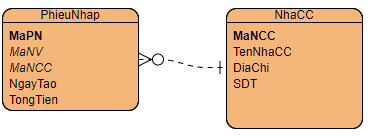 PhieuNhap
MaPN
MaNV
MaNCC
NgayTao
TongTien
NhaCC
MaNCC
TenNhaCC
DiaChi
SDT